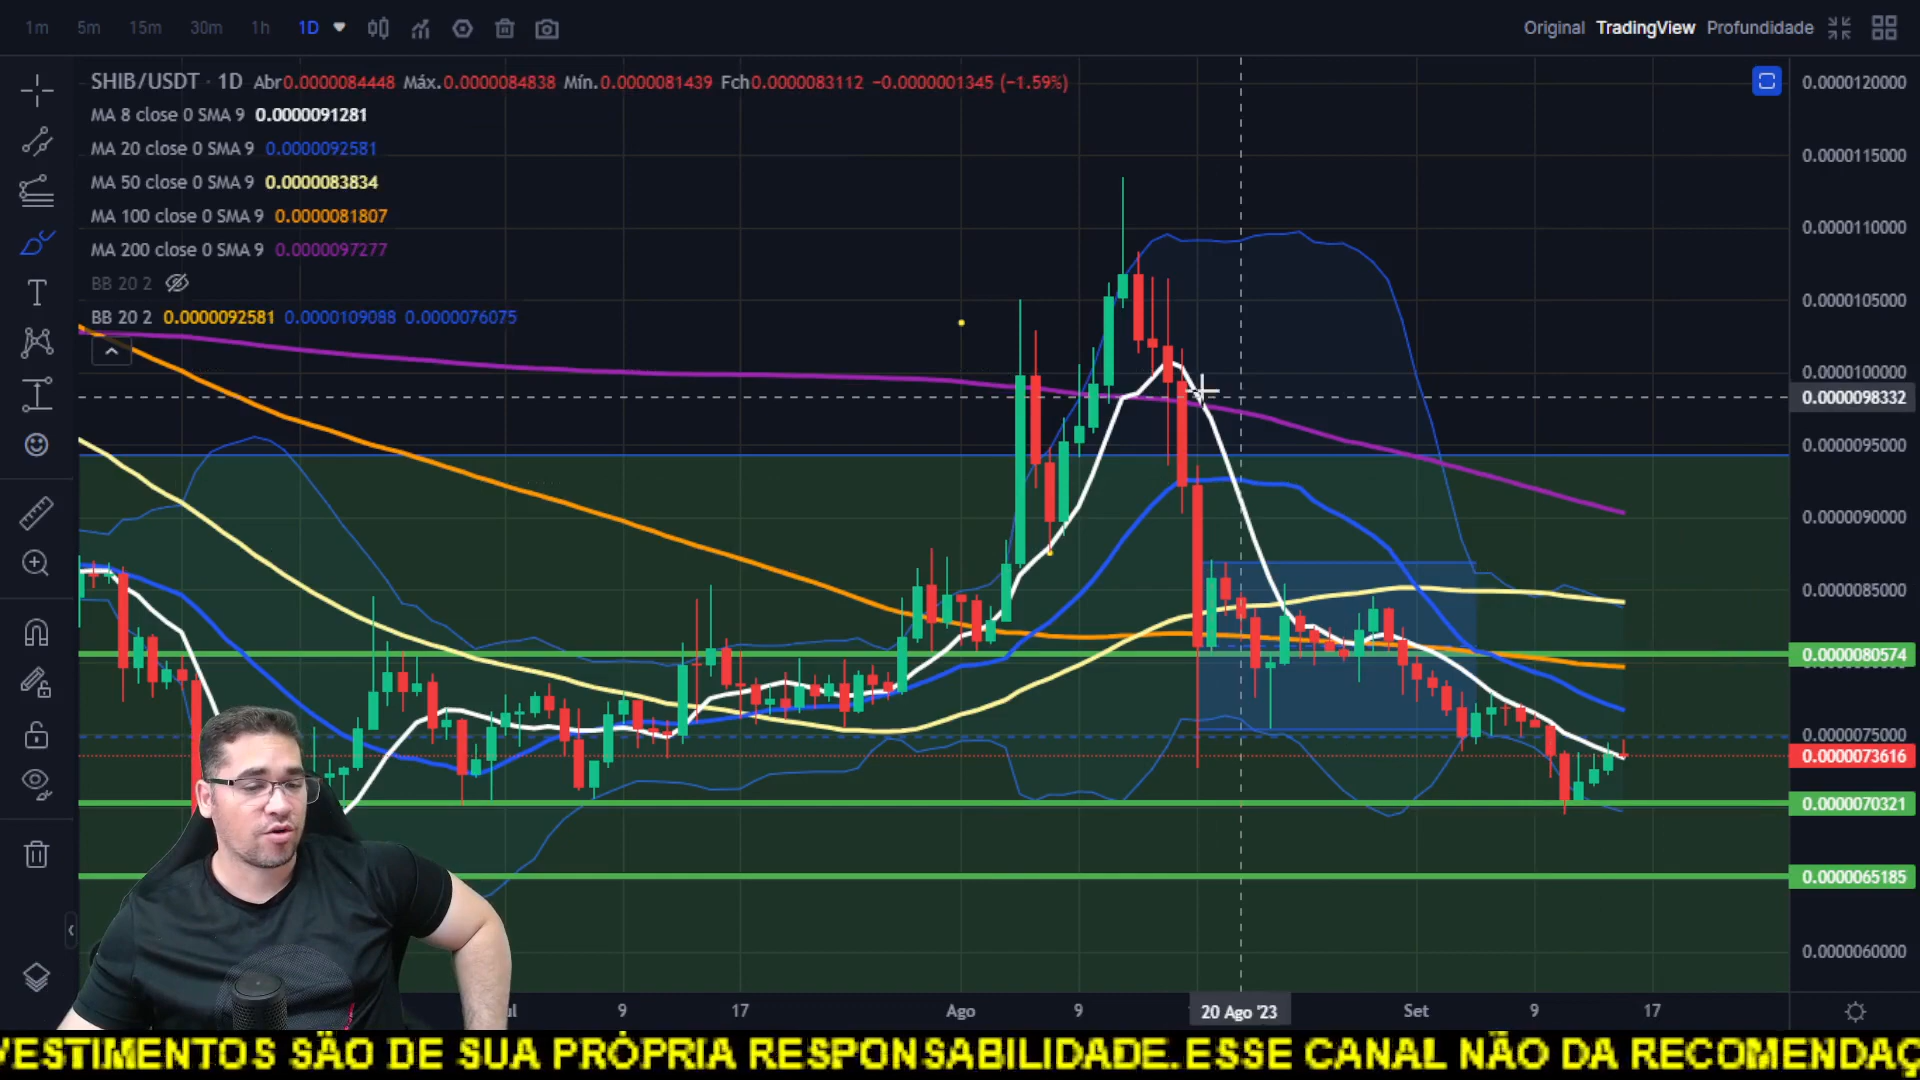 1m 5m 15m 30m 1h 1D
Original TradingView Profundidade
SHIB/USDT · 1D Abr0.0000084448 Máx.0.0000084838 Mín.0.0000081439 Fch0.0000083112 −0.0000001345 (−1.59%)
MA 8 close 0 SMA 9 0.0000091281
MA 20 close 0 SMA 9 0.0000092581
MA 50 close 0 SMA 9 0.0000083834
MA 100 close 0 SMA 9 0.0000081807
MA 200 close 0 SMA 9 0.0000097277
BB 20 2
BB 20 2 0.0000092581 0.0000109088 0.0000076075
0.0000120000
0.0000115000
0.0000110000
0.0000105000
0.0000100000
0.0000098332
0.0000095000
0.0000090000
0.0000085000
0.0000080574
0.0000075000
0.0000073616
0.0000070321
0.0000065185
0.0000060000
ul 9 17 Ago 9 20 Ago '23 Set 9 17
VESTIMENTOS SÃO DE SUA PRÓPRIA RESPONSABILIDADE.ESSE CANAL NÃO DA RECOMENDAÇ